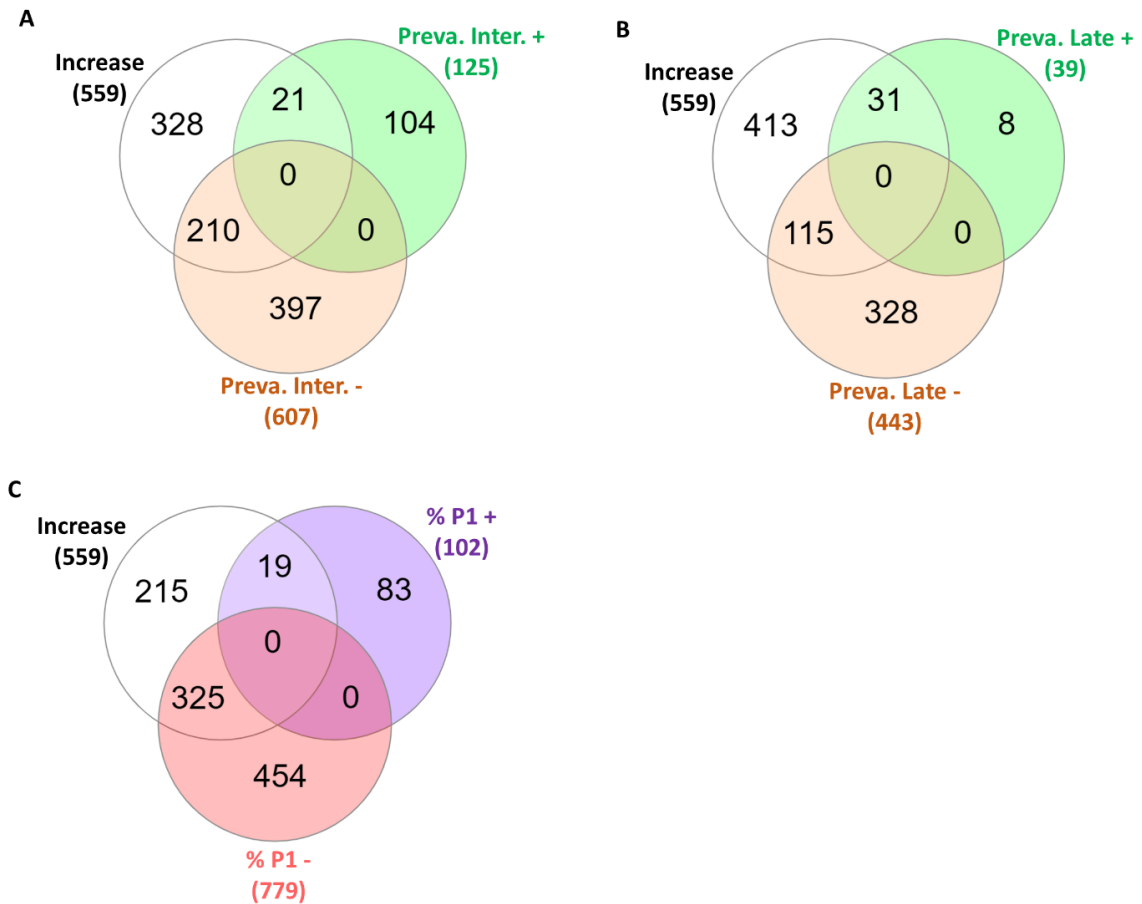 A
Preva. Inter. +
(125)
Increase
(559)
21
328
104
0
210
0
397
Preva. Inter. -
(607)
B
Preva. Late +
(39)
Increase
(559)
31
413
8
0
115
0
328
Preva. Late -
(443)
C
Increase
(559)
% P1 +
(102)
19
215
83
0
325
0
454
% P1 -
(779)